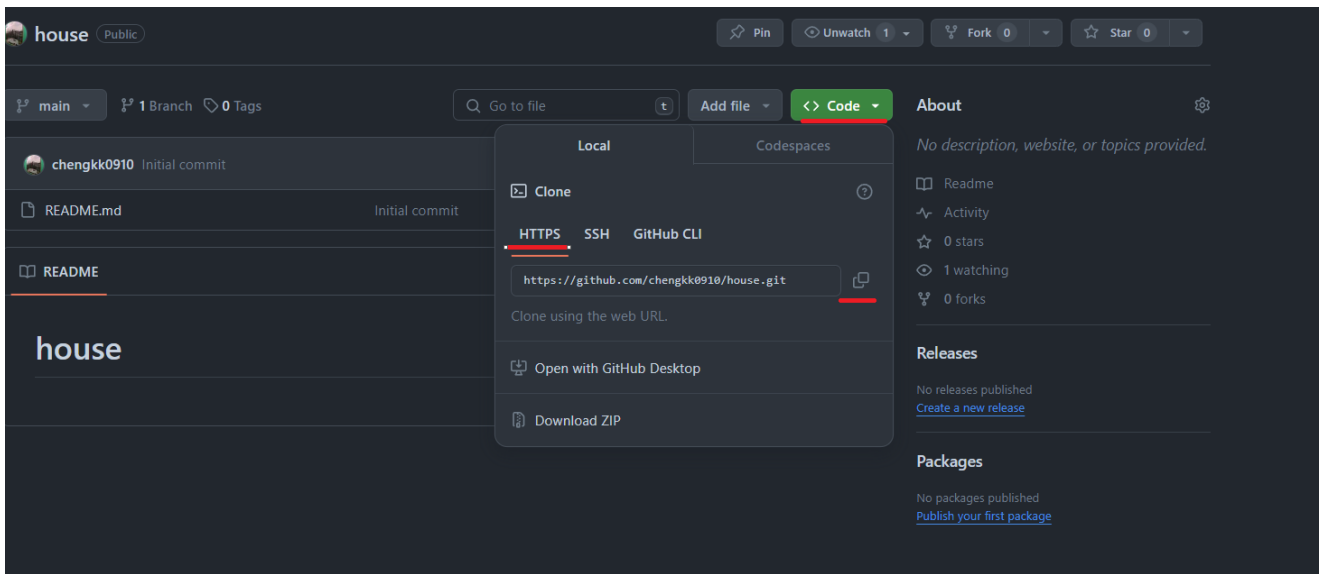 house Public
Pin Unwatch 1 Fork 0 Star 0
main 1 Branch 0 Tags Go to file t Add file <> Code
chengkk0910 Initial commit
README.md Initial commit
README
house
Local Codespaces
Clone
HTTPS SSH GitHub CLI
https://github.com/chengkk0910/house.git
Clone using the web URL.
Open with GitHub Desktop
Download ZIP
About
No description, website, or topics provided.
Readme
Activity
0 stars
1 watching
0 forks
Releases
No releases published
Create a new release
Packages
No packages published
Publish your first package